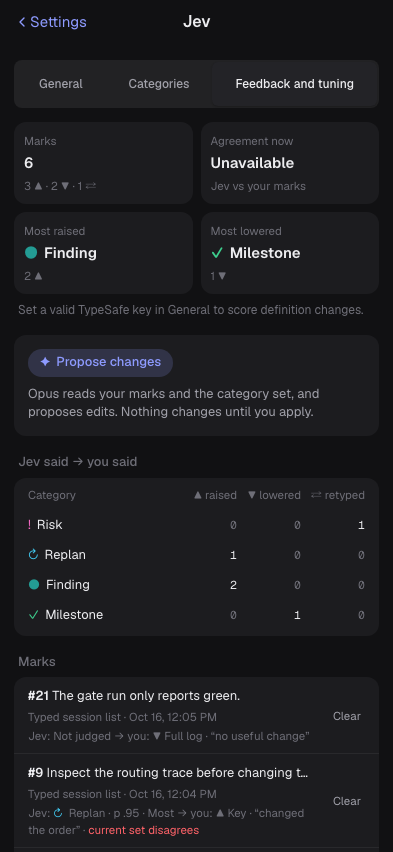 Settings
Jev
General Categories Feedback and tuning
Marks
6
3 ▲ · 2 ▼ · 1 ⇄
Agreement now
Unavailable
Jev vs your marks
Most raised
Finding
2 ▲
Most lowered
✓ Milestone
1 ▼
Set a valid TypeSafe key in General to score definition changes.
✦ Propose changes
Opus reads your marks and the category set, and
proposes edits. Nothing changes until you apply.
Jev said → you said
Category ▲ raised ▼ lowered ⇄ retyped
! Risk 0 0 1
↻ Replan 1 0 0
● Finding 2 0 0
✓ Milestone 0 1 0
Marks
#21 The gate run only reports green.
Typed session list · Oct 16, 12:05 PM
Jev: Not judged → you: ▼ Full log · “no useful change”
Clear
#9 Inspect the routing trace before changing t…
Typed session list · Oct 16, 12:04 PM
Jev: ↻ Replan · p .95 · Most → you: ▲ Key · “changed
the order” · current set disagrees
Clear